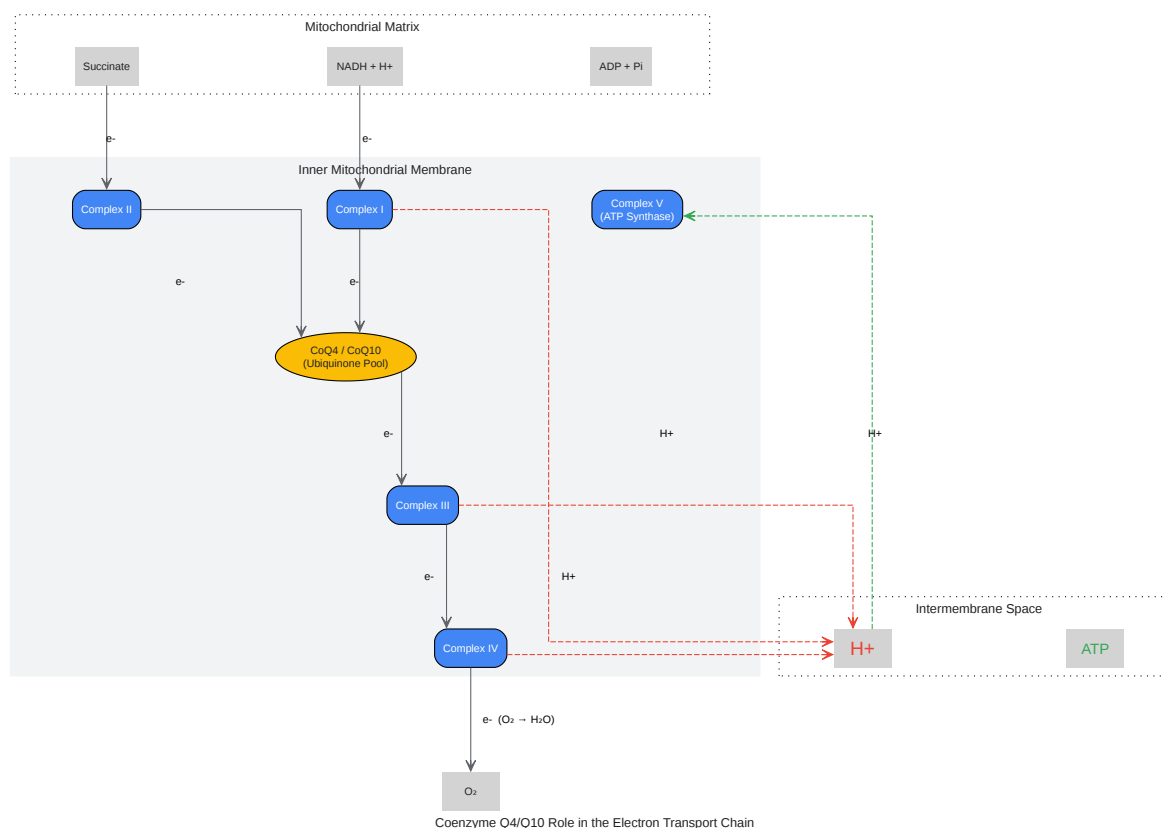 Mitochondrial Matrix
Succinate
NADH + H+
ADP + Pi
e-
e-
Inner Mitochondrial Membrane
Complex II
Complex I
Complex V
(ATP Synthase)
e-
e-
CoQ4 / CoQ10
(Ubiquinone Pool)
e-
H+
H+
Complex III
e-
H+
Intermembrane Space
Complex IV
H+
ATP
e- (O₂ → H₂O)
O₂
Coenzyme Q4/Q10 Role in the Electron Transport Chain